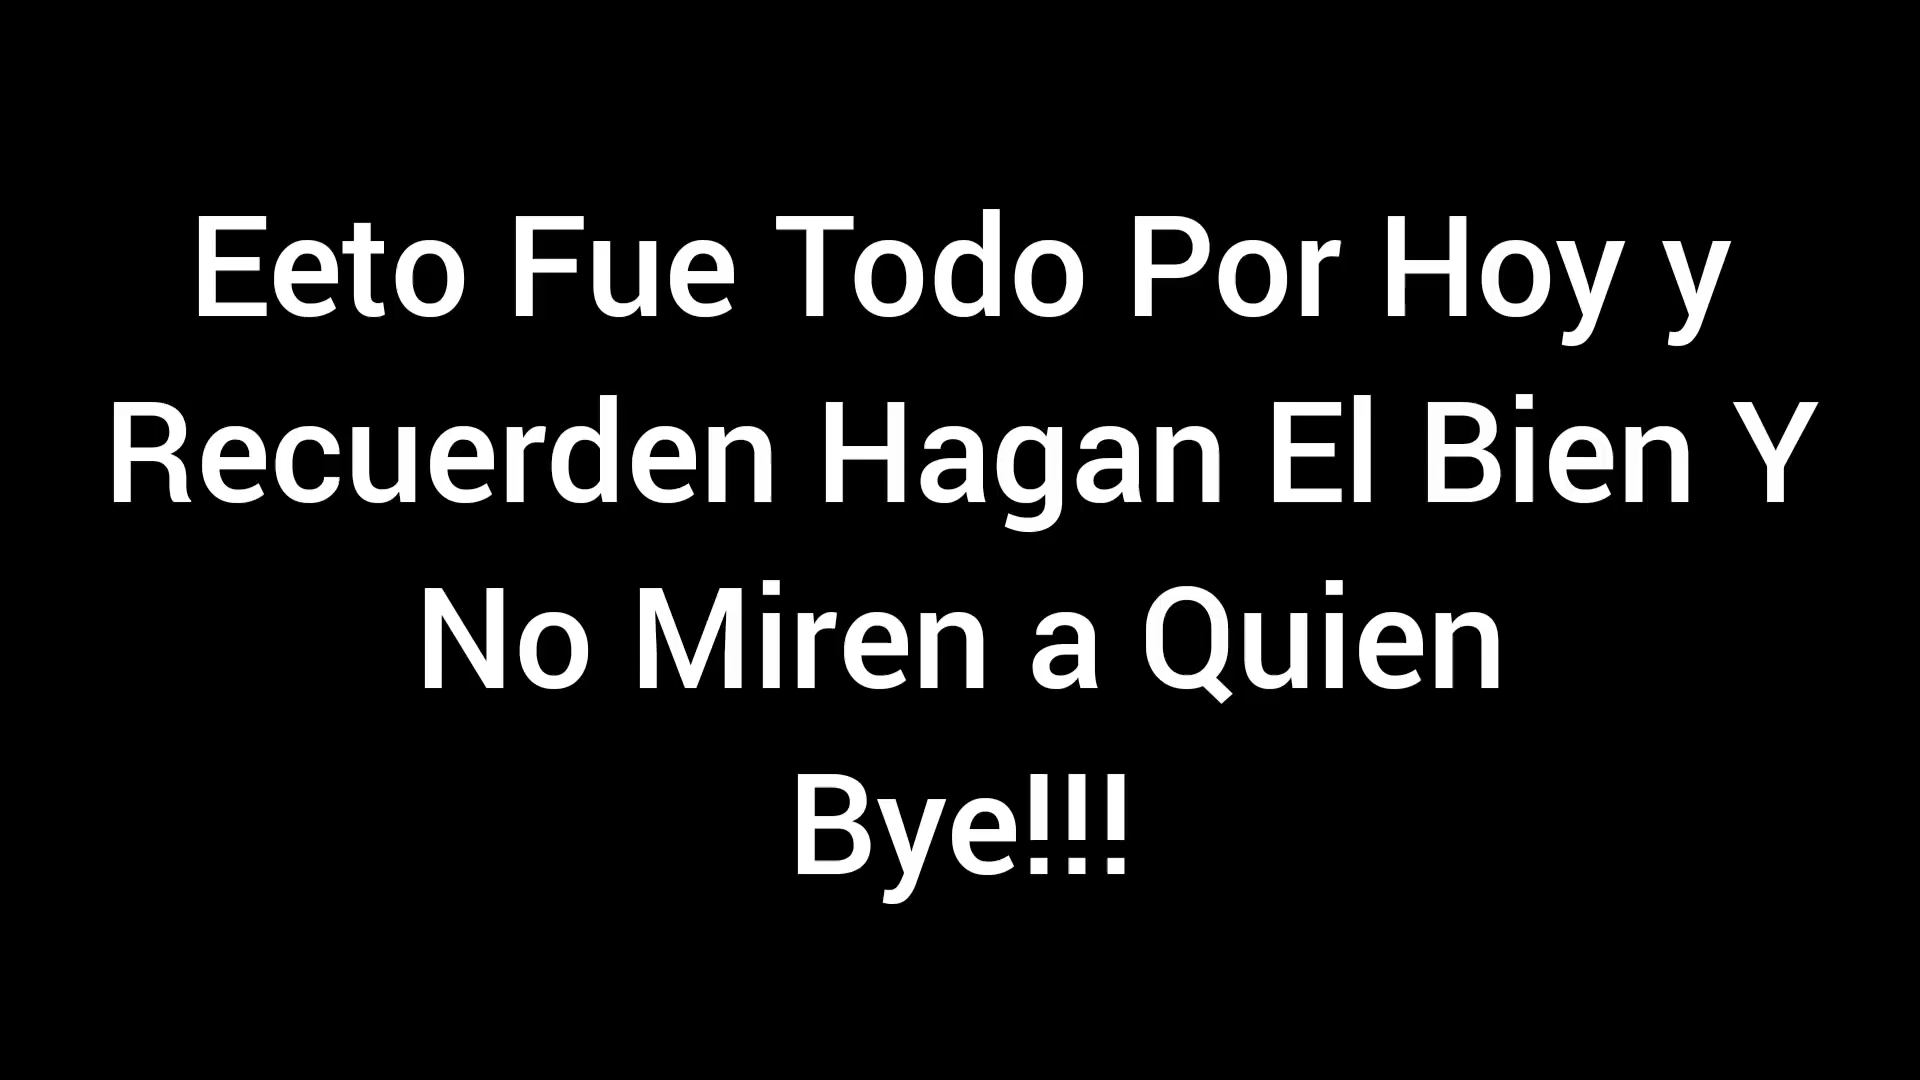 Eeto Fue Todo Por Hoy y
Recuerden Hagan El Bien Y
No Miren a Quien
Bye!!!